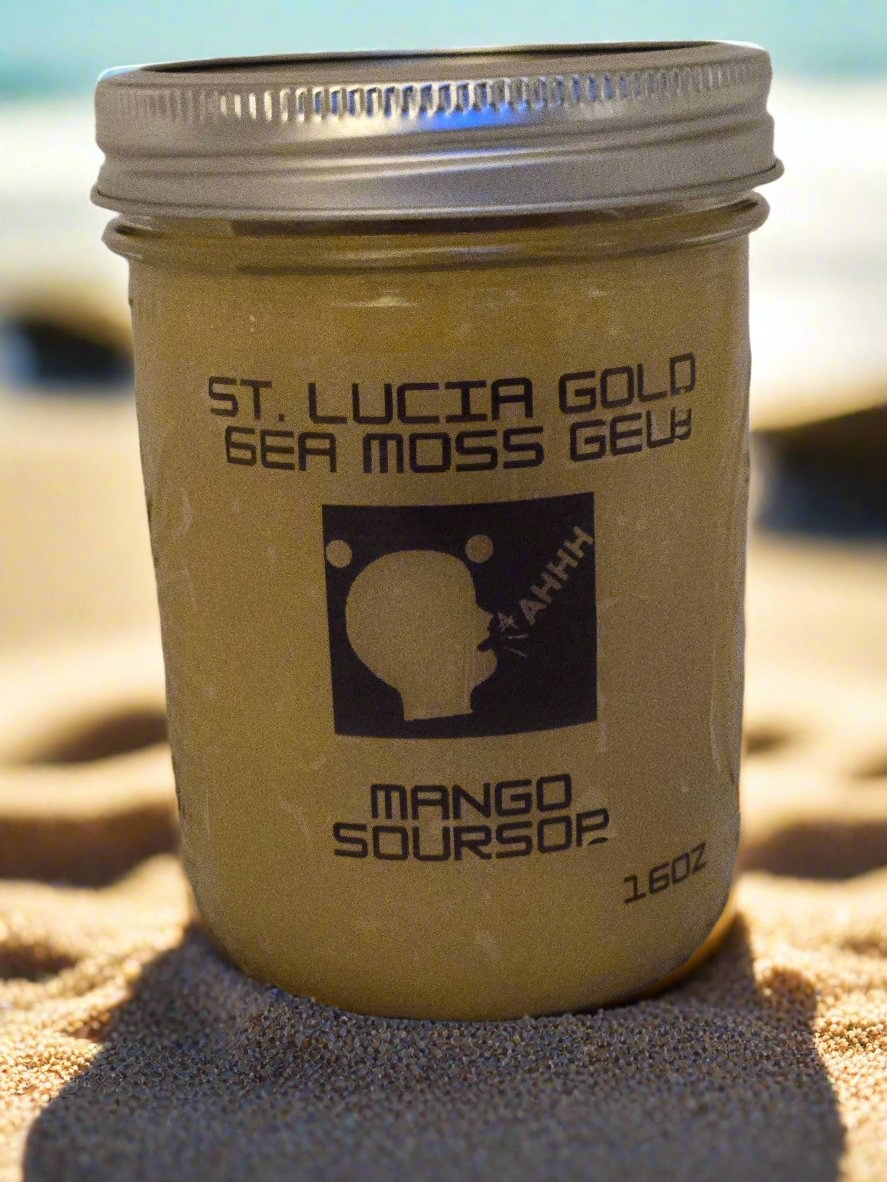 ST. LUCIA GOLD
SEA MOSS GEL
AHHH
MANGO
SOURSOP
16OZ